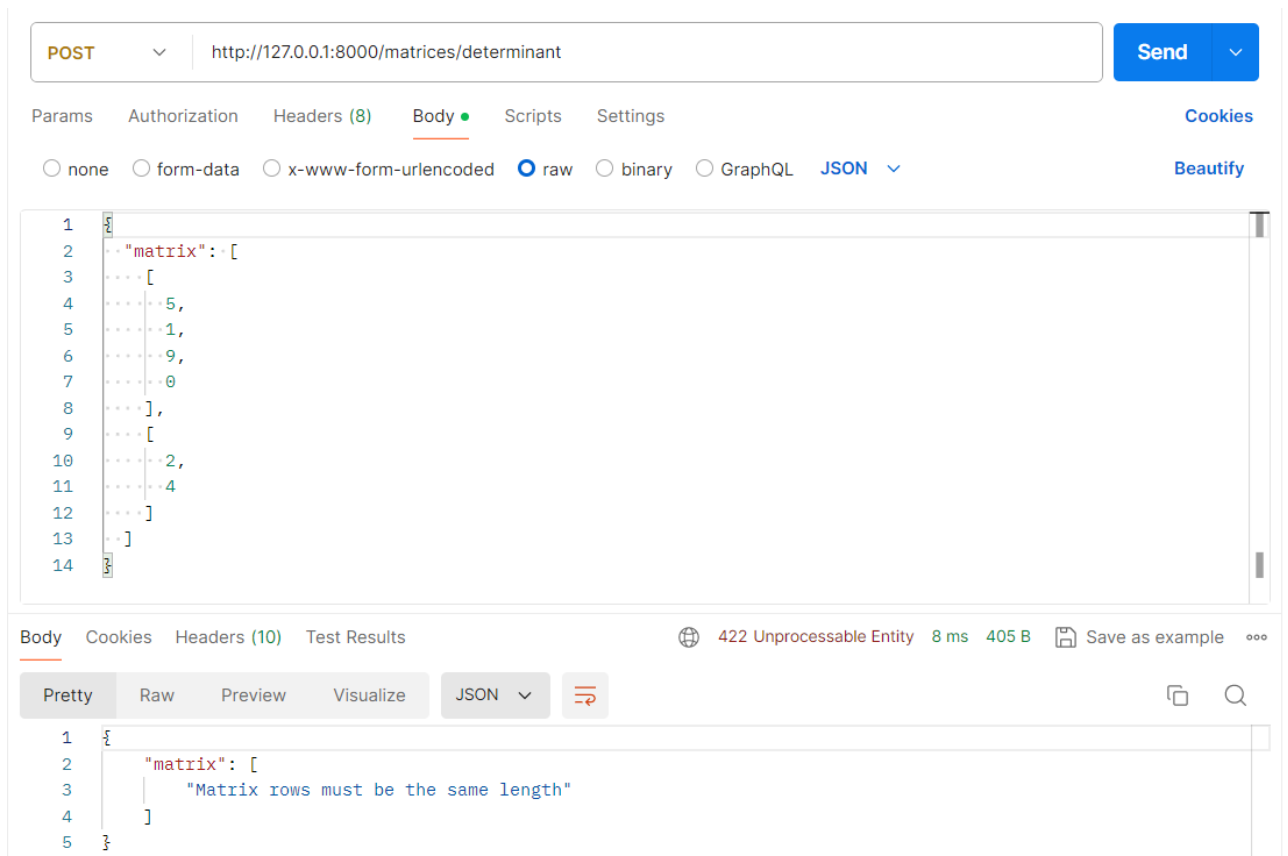 POST http://127.0.0.1:8000/matrices/determinant Send
Params Authorization Headers (8) Body Scripts Settings Cookies
none form-data x-www-form-urlencoded raw binary GraphQL JSON Beautify
1 {
2 "matrix": [
3 [
4 5,
5 1,
6 9,
7 0
8 ],
9 [
10 2,
11 4
12 ]
13 ]
14 }
Body Cookies Headers (10) Test Results 422 Unprocessable Entity 8 ms 405 B Save as example
Pretty Raw Preview Visualize JSON
1 {
2 "matrix": [
3 "Matrix rows must be the same length"
4 ]
5 }